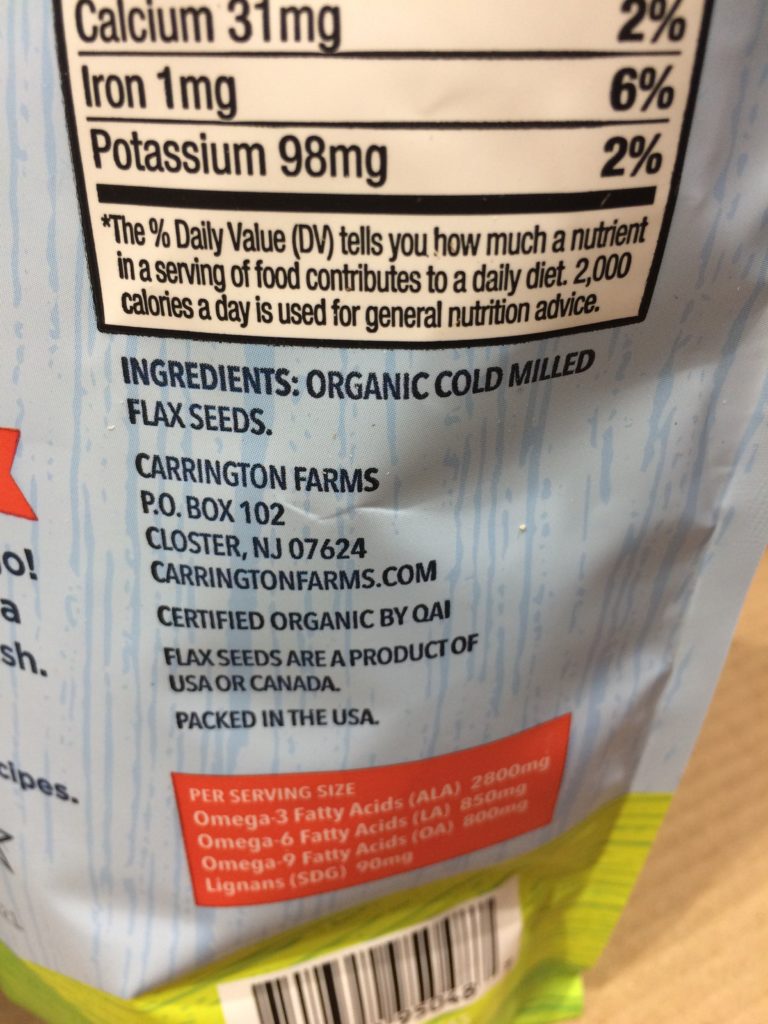 Calcium 31mg 2%
Iron 1mg 6%
Potassium 98mg 2%
*The % Daily Value (DV) tells you how much a nutrient
in a serving of food contributes to a daily diet. 2,000
calories a day is used for general nutrition advice.
INGREDIENTS: ORGANIC COLD MILLED
FLAX SEEDS.
CARRINGTON FARMS
P.O. BOX 102
CLOSTER, NJ 07624
CARRINGTONFARMS.COM
CERTIFIED ORGANIC BY QAI
FLAX SEEDS ARE A PRODUCT OF
USA OR CANADA.
PACKED IN THE USA.
PER SERVING SIZE
Omega-3 Fatty Acids (ALA) 2800mg
Omega-6 Fatty Acids (LA) 850mg
Omega-9 Fatty Acids (OA) 800mg
Lignans (SDG) 90mg